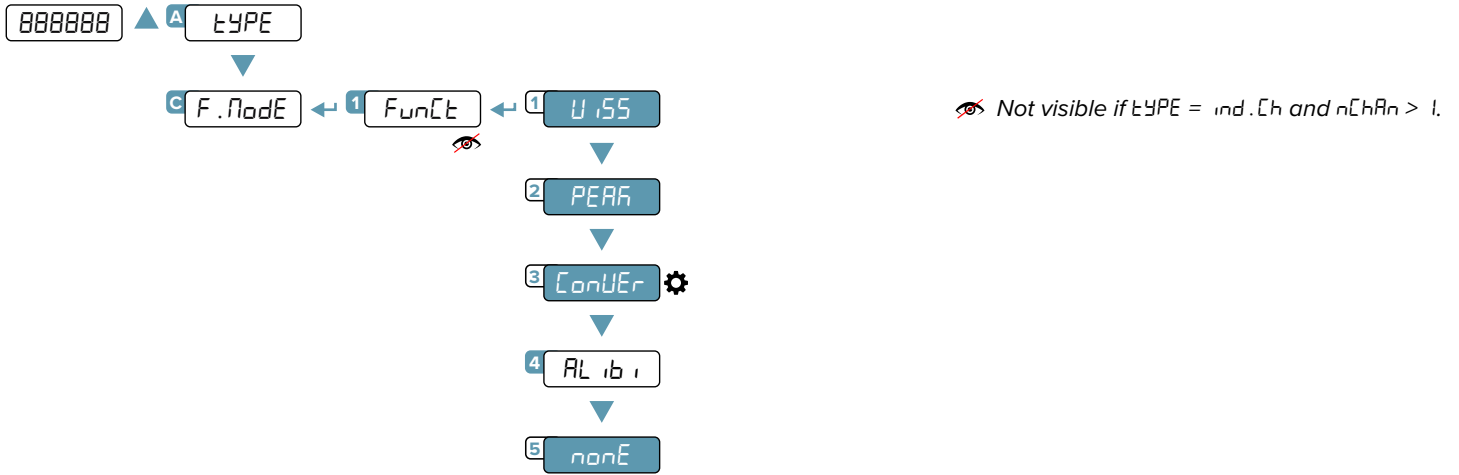 888888 A tYPE
C F.ModE 1 FunCt 1 ViSS
Not visible if tYPE = ind.Ch and nChAn > 1.
2 PEAK
3 ConVEr
4 ALibi
5 nonE